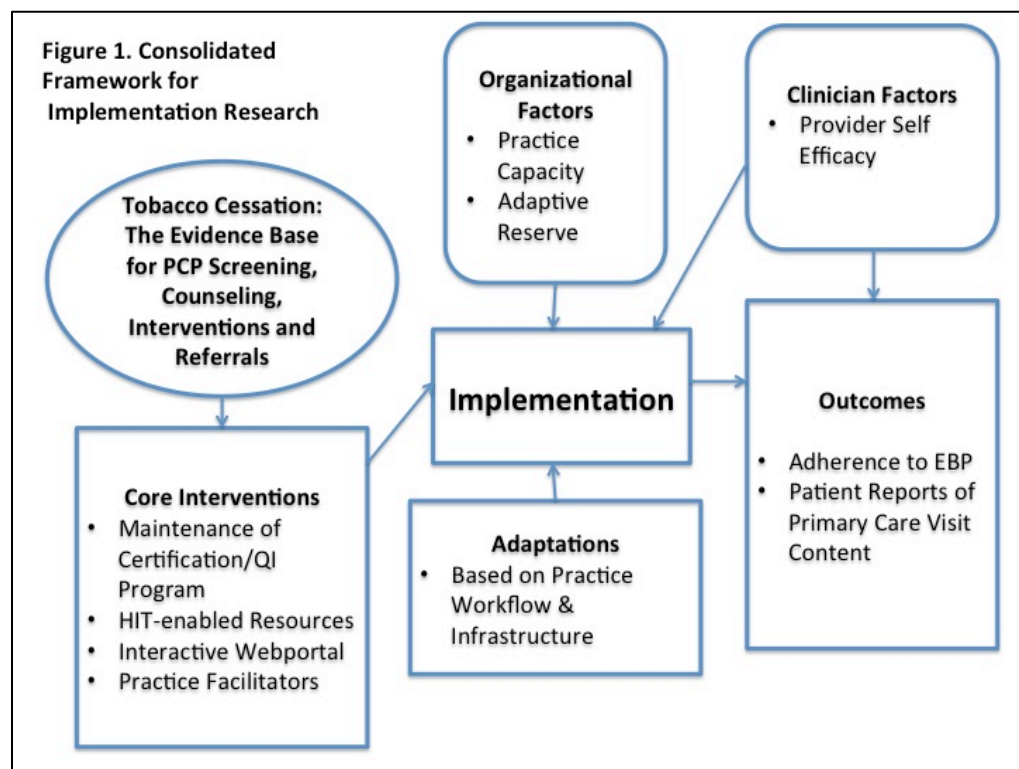 Figure 1. Consolidated
Framework for
Implementation Research
Tobacco Cessation:
The Evidence Base
for PCP Screening,
Counseling,
Interventions and
Referrals
Core Interventions
• Maintenance of
Certification/QI
Program
• HIT-enabled Resources
• Interactive Webportal
• Practice Facilitators
Organizational
Factors
• Practice
Capacity
• Adaptive
Reserve
Implementation
Adaptations
• Based on Practice
Workflow &
Infrastructure
Clinician Factors
• Provider Self
Efficacy
Outcomes
• Adherence to EBP
• Patient Reports of
Primary Care Visit
Content